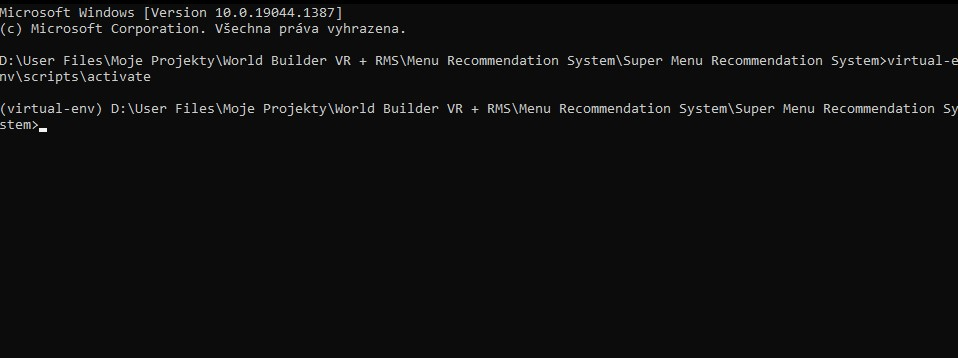 Microsoft Windows [Version 10.0.19044.1387]
(c) Microsoft Corporation. Všechna práva vyhrazena.
D:\User Files\Moje Projekty\World Builder VR + RMS\Menu Recommendation System\Super Menu Recommendation System>virtual-e
nv\scripts\activate
(virtual-env) D:\User Files\Moje Projekty\World Builder VR + RMS\Menu Recommendation System\Super Menu Recommendation Sy
stem>